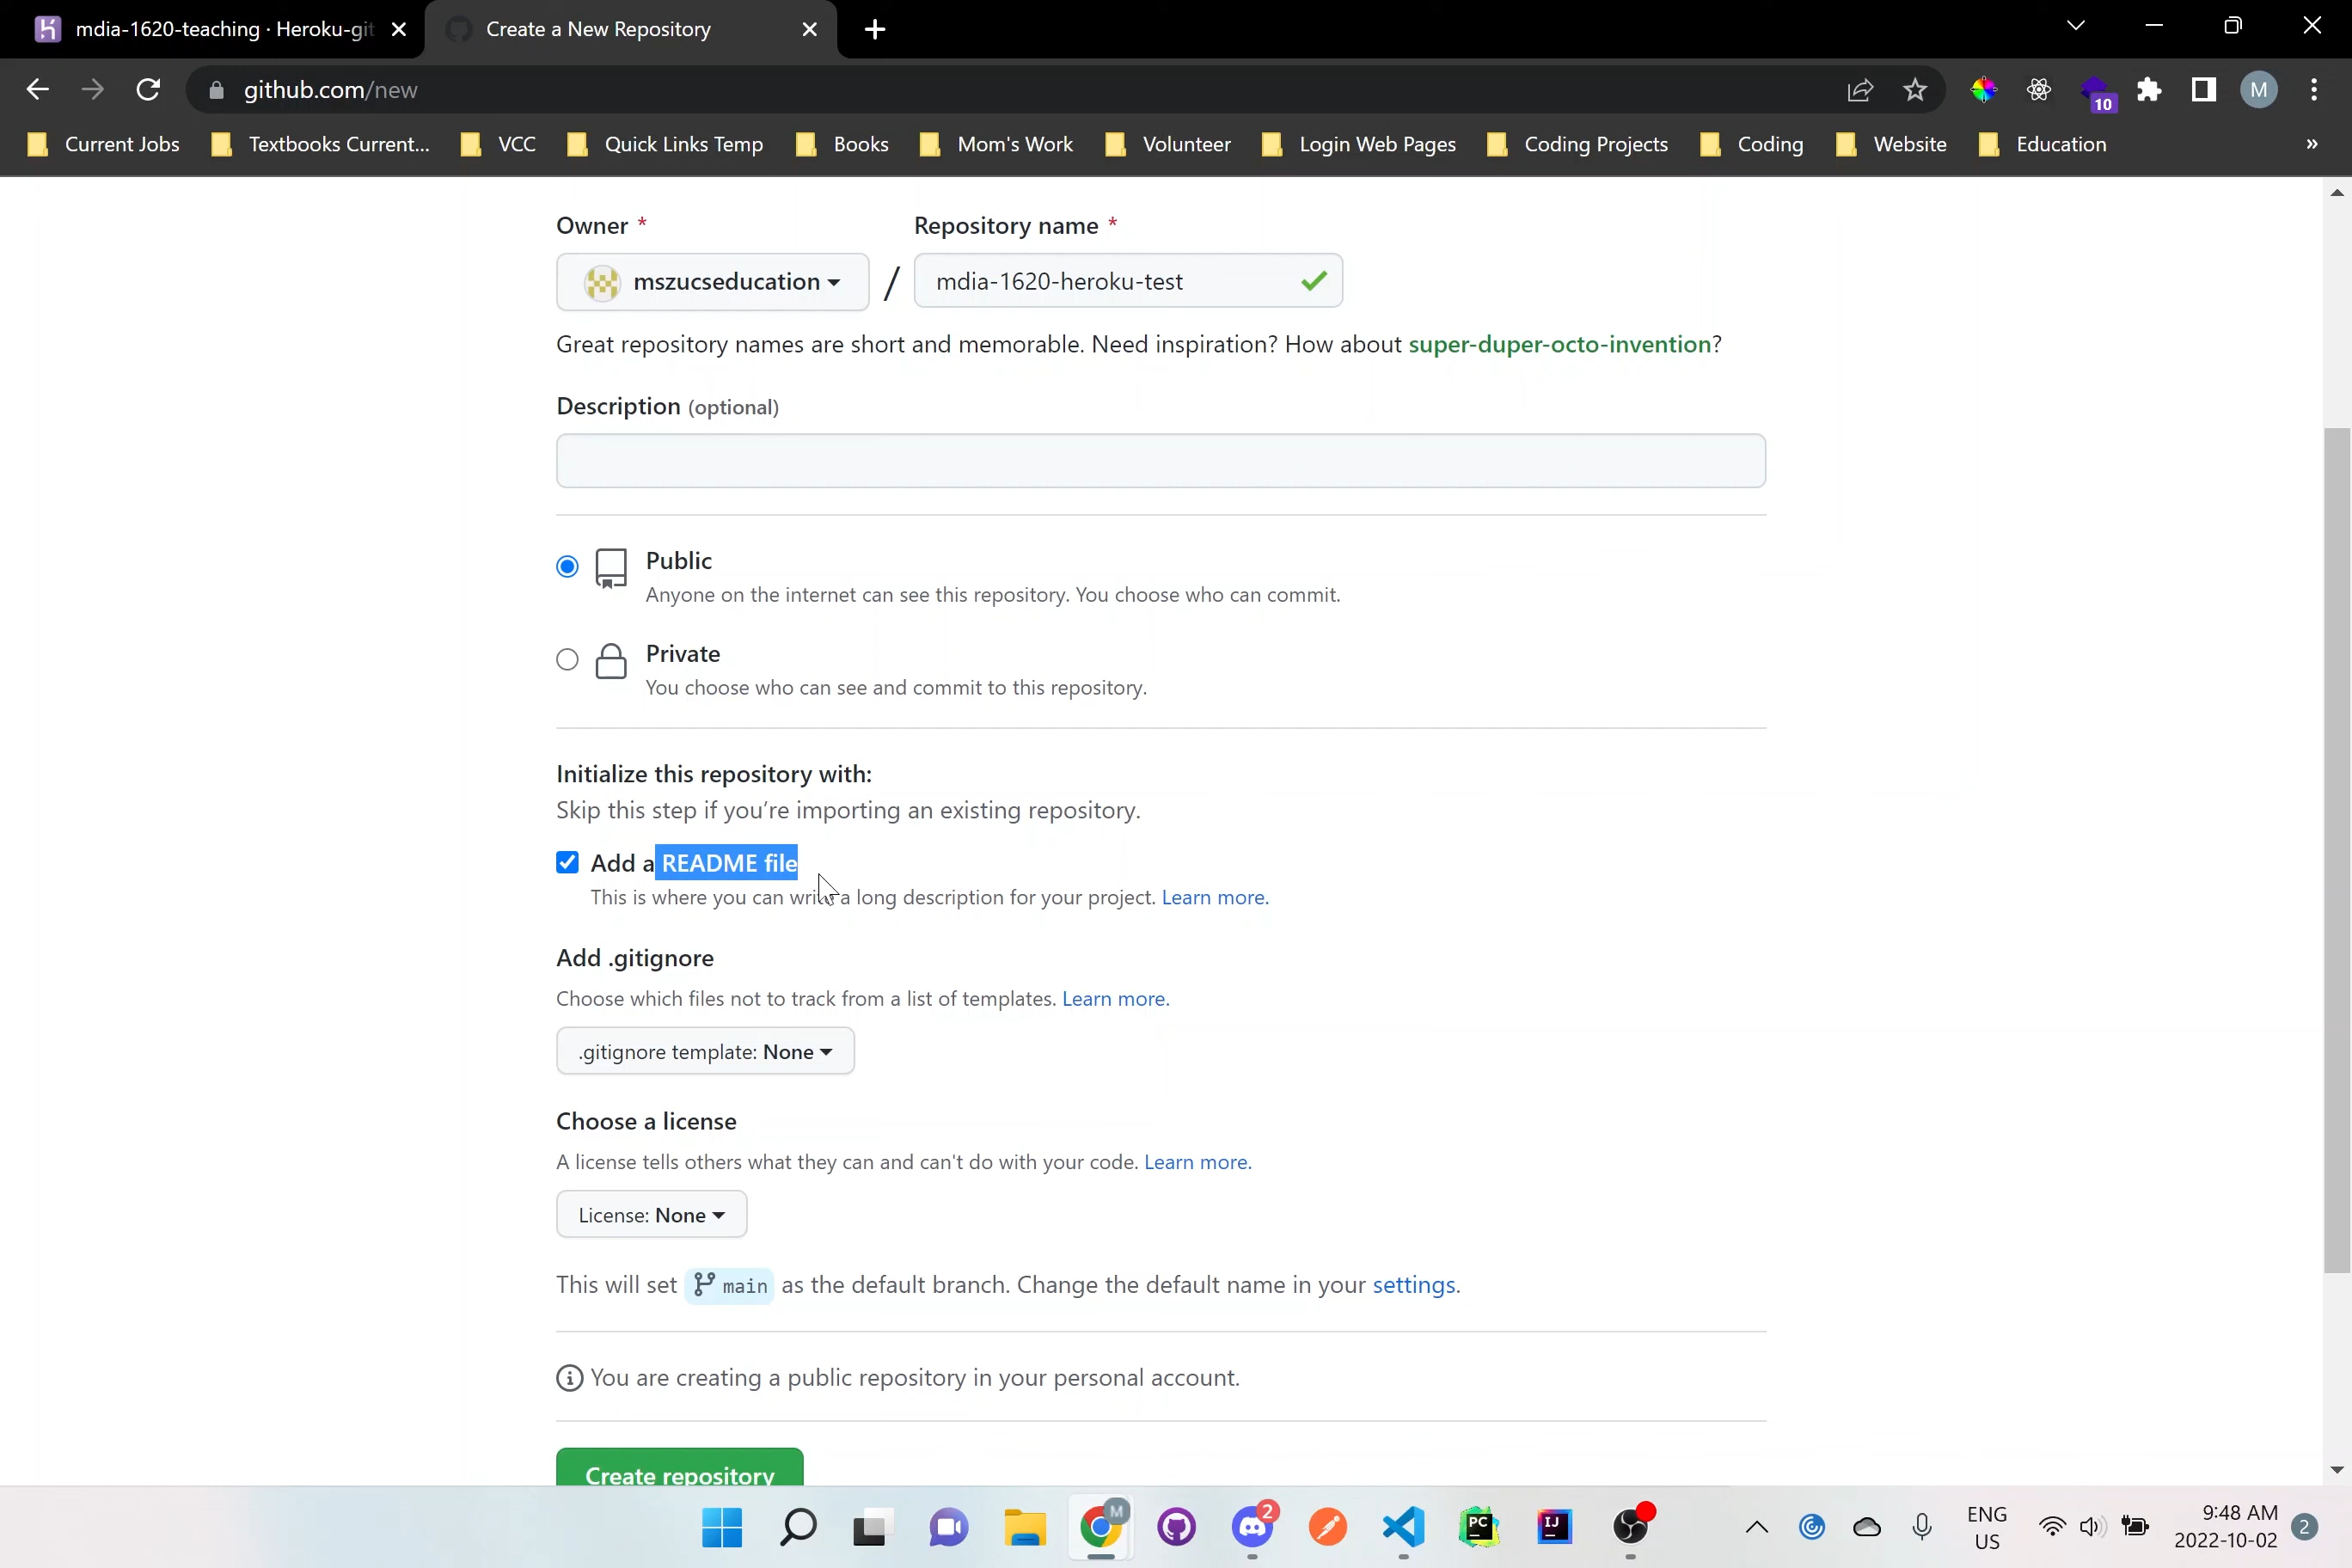 mdia-1620-teaching · Heroku-git
Create a New Repository
github.com/new
10
M
Current Jobs
Textbooks Current...
VCC
Quick Links Temp
Books
Mom's Work
Volunteer
Login Web Pages
Coding Projects
Coding
Website
Education
»
Owner *
Repository name *
mszucseducation
/
mdia-1620-heroku-test
Great repository names are short and memorable. Need inspiration? How about super-duper-octo-invention?
Description (optional)
Public
Anyone on the internet can see this repository. You choose who can commit.
Private
You choose who can see and commit to this repository.
Initialize this repository with:
Skip this step if you're importing an existing repository.
Add a README file
This is where you can write a long description for your project. Learn more.
Add .gitignore
Choose which files not to track from a list of templates. Learn more.
.gitignore template: None
Choose a license
A license tells others what they can and can't do with your code. Learn more.
License: None
This will set main as the default branch. Change the default name in your settings.
You are creating a public repository in your personal account.
Create repository
M
2
PC
IJ
ENG
US
9:48 AM
2022-10-02
2